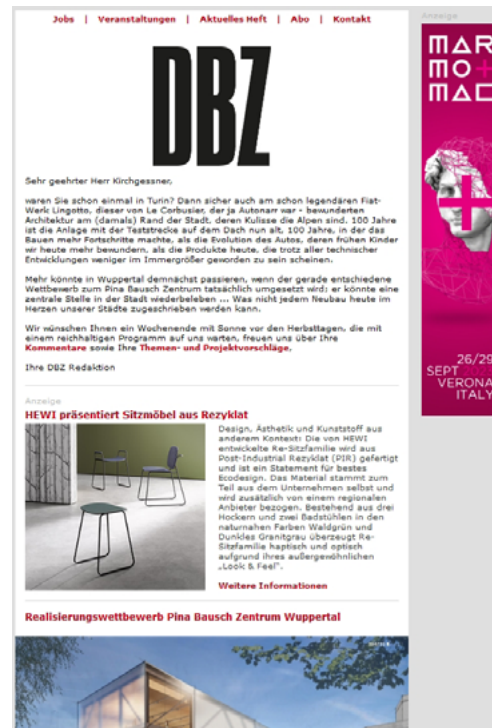 Jobs | Veranstaltungen | Aktuelles Heft | Abo | Kontakt
DBZ
Sehr geehrter Herr Kirchgessner,
waren Sie schon einmal in Turin? Dann sicher auch am schon legendären Fiat-
Werk Lingotto, dieser von Le Corbusier, der ja Autonarr war - bewunderten
Architektur am (damals) Rand der Stadt, deren Kulisse die Alpen sind. 100 Jahre
ist die Anlage mit der Teststrecke auf dem Dach nun alt, 100 Jahre, in der das
Bauen mehr Fortschritte machte, als die Evolution des Autos, deren frühen Kinder
wir heute mehr bewundern, als die Produkte heute, die trotz aller technischer
Entwicklungen weniger im Immergrößer geworden zu sein scheinen.
Mehr könnte in Wuppertal demnächst passieren, wenn der gerade entschiedene
Wettbewerb zum Pina Bausch Zentrum tatsächlich umgesetzt wird: er könnte eine
zentrale Stelle in der Stadt wiederbeleben ... Was nicht jedem Neubau heute im
Herzen unserer Städte zugeschrieben werden kann.
Wir wünschen Ihnen ein Wochenende mit Sonne vor den Herbsttagen, die mit
einem reichhaltigen Programm auf uns warten, freuen uns über Ihre
Kommentare sowie Ihre Themen- und Projektvorschläge,
Ihre DBZ Redaktion
Anzeige
HEWI präsentiert Sitzmöbel aus Rezyklat
Design, Ästhetik und Kunststoff aus
anderem Kontext: Die von HEWI
entwickelte Re-Sitzfamilie wird aus
Post-Industrial Rezyklat (PIR) gefertigt
und ist ein Statement für bestes
Ecodesign. Das Material stammt zum
Teil aus dem Unternehmen selbst und
wird zusätzlich von einem regionalen
Anbieter bezogen. Bestehend aus drei
Hockern und zwei Badstühlen in den
naturnahen Farben Waldgrün und
Dunkles Granitgrau überzeugt Re-
Sitzfamilie haptisch und optisch
aufgrund ihres außergewöhnlichen
„Look & Feel".
Weitere Informationen
Realisierungswettbewerb Pina Bausch Zentrum Wuppertal
Anzeige
MAR
MO+
MAC
26/29
SEPT
VERONA
ITALY